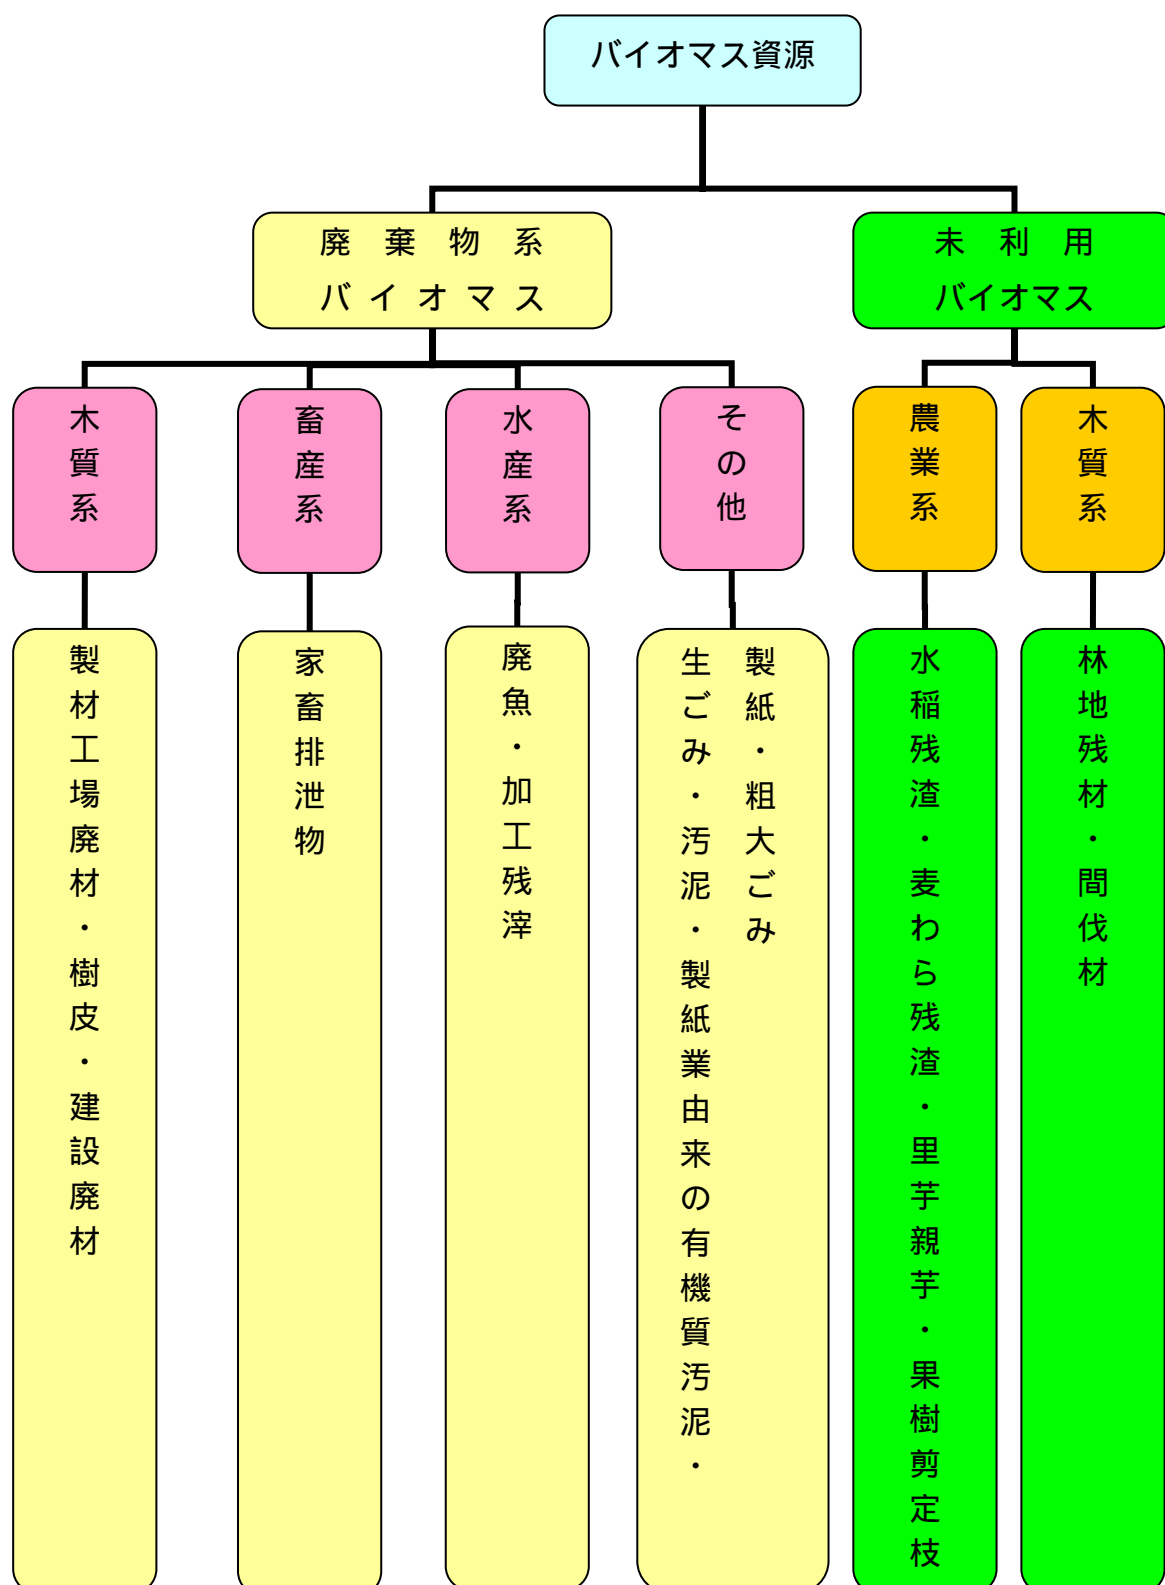 バイオマス資源
廃棄物系
バイオマス
未利用
バイオマス
木質系
畜産系
水産系
その他
農業系
木質系
製材工場廃材・樹皮・建設廃材
家畜排泄物
廃魚・加工残滓
製紙・粗大ごみ
生ごみ・汚泥・製紙業由来の有機質汚泥・
水稲残渣・麦わら残渣・里芋親芋・果樹剪定枝
林地残材・間伐材